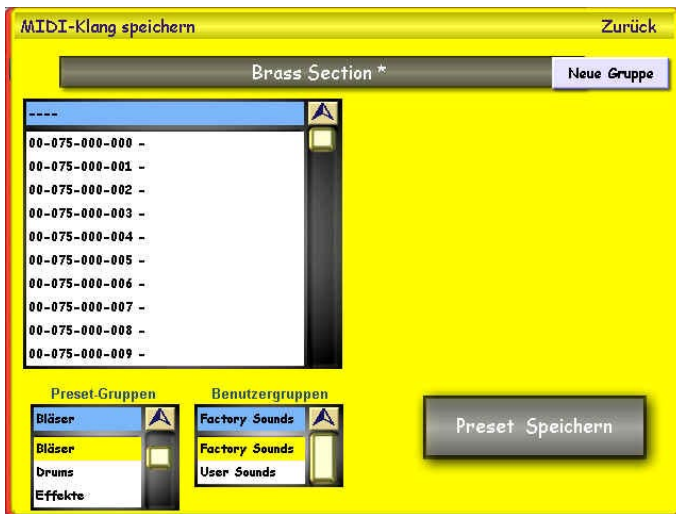 MIDI-Klang speichern Zurück
Brass Section * Neue Gruppe
----
00-075-000-000 -
00-075-000-001 -
00-075-000-002 -
00-075-000-003 -
00-075-000-004 -
00-075-000-005 -
00-075-000-006 -
00-075-000-007 -
00-075-000-008 -
00-075-000-009 -
Preset-Gruppen Benutzergruppen
Bläser Factory Sounds
Bläser Factory Sounds
Drums User Sounds
Effekte
Preset Speichern